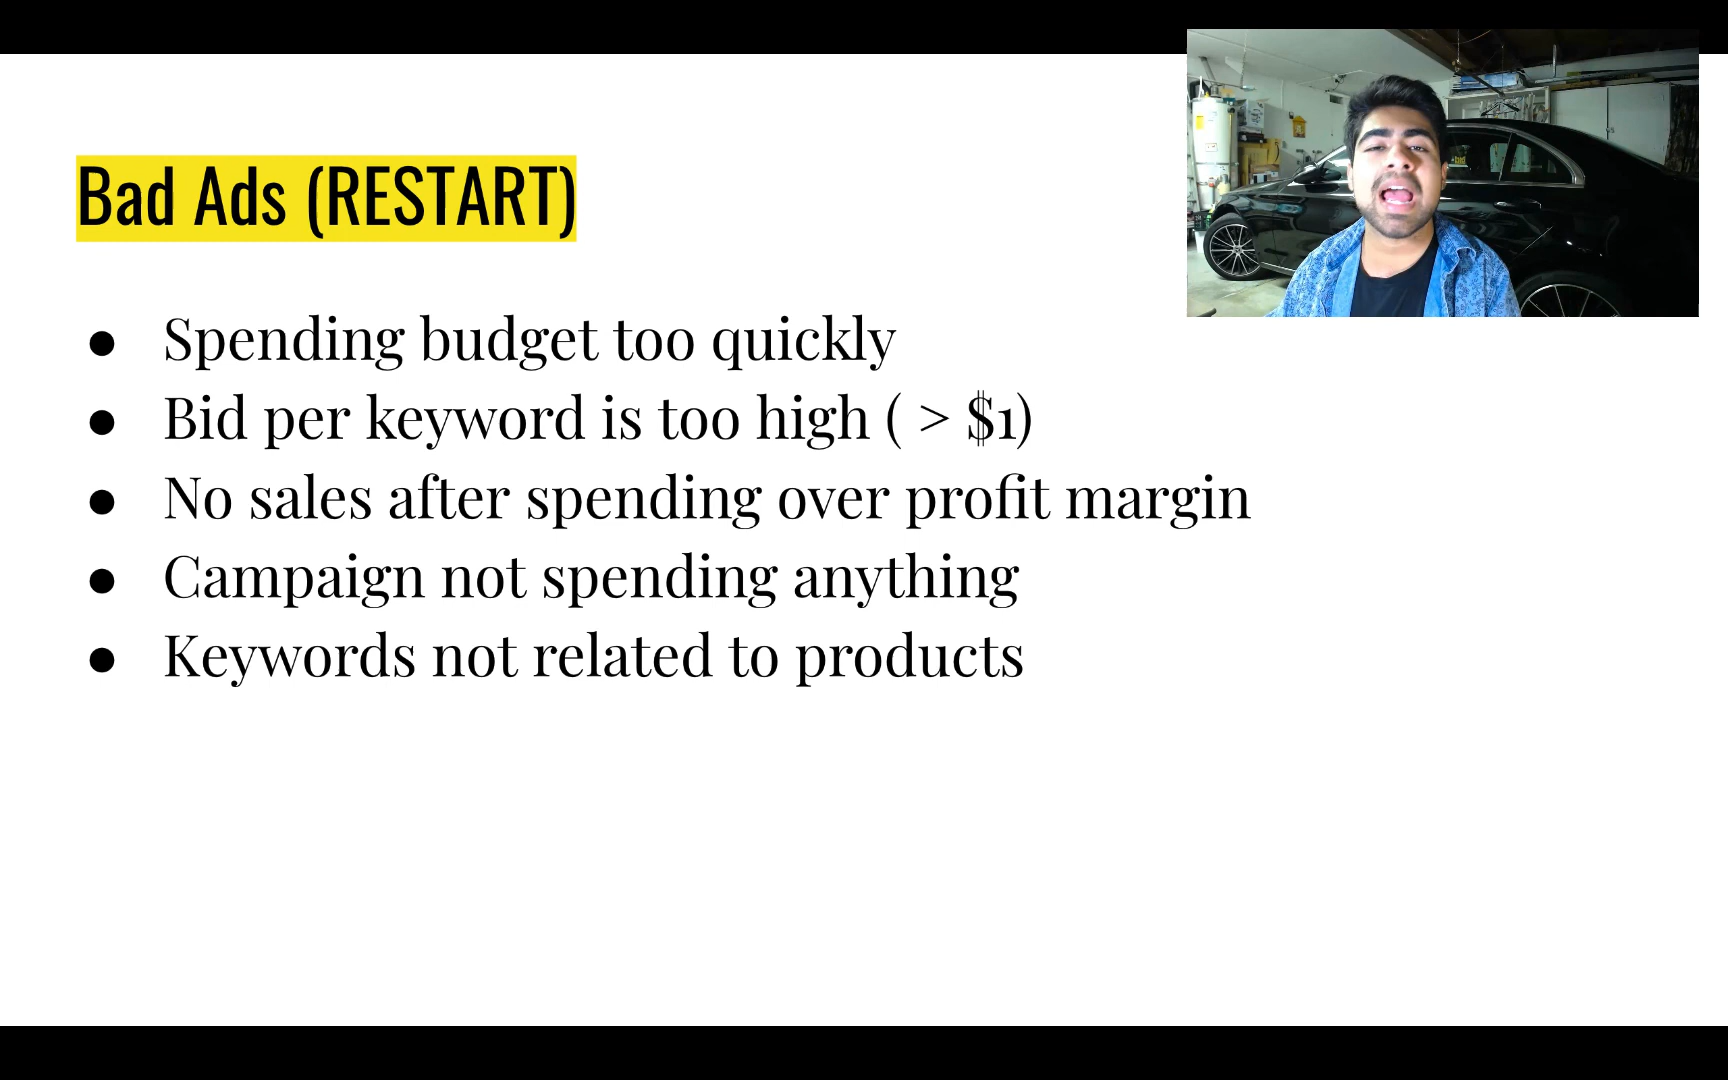 Bad Ads (RESTART)
● Spending budget too quickly
● Bid per keyword is too high ( > $1)
● No sales after spending over profit margin
● Campaign not spending anything
● Keywords not related to products